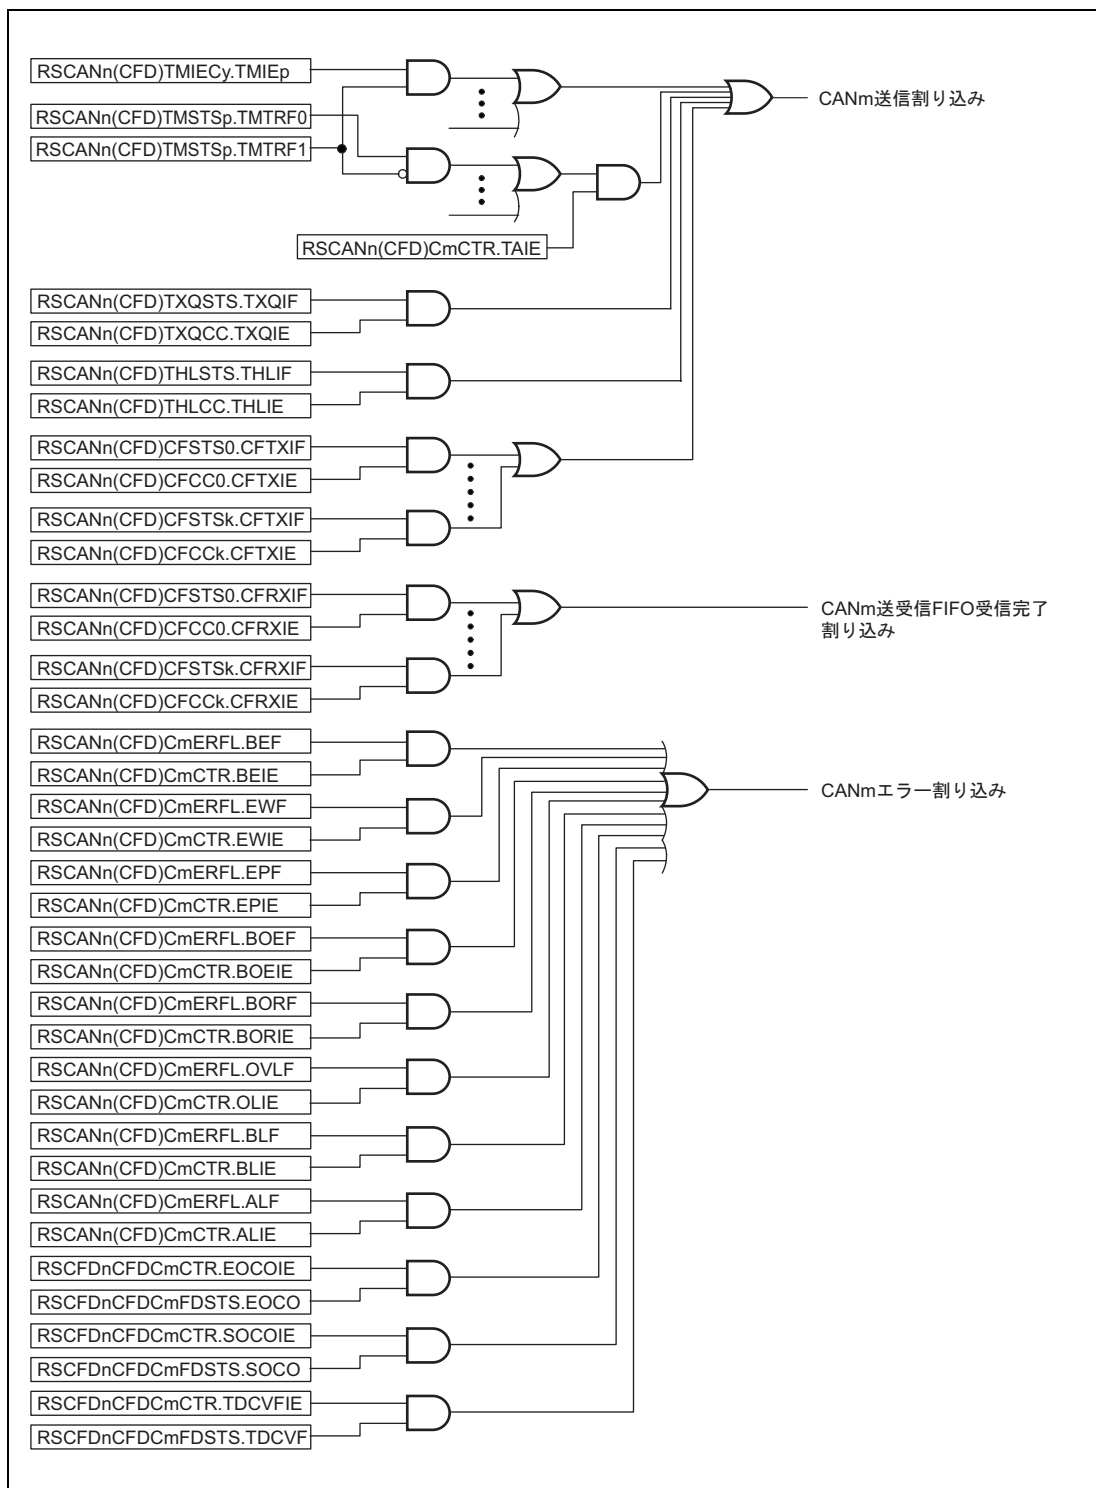 RSCANn(CFD)TMIECy.TMIEp
RSCANn(CFD)TMSTSp.TMTRF0
RSCANn(CFD)TMSTSp.TMTRF1
CANm送信割り込み
RSCANn(CFD)CmCTR.TAIE
RSCANn(CFD)TXQSTS.TXQIF
RSCANn(CFD)TXQCC.TXQIE
RSCANn(CFD)THLSTS.THLIF
RSCANn(CFD)THLCC.THLIE
RSCANn(CFD)CFSTS0.CFTXIF
RSCANn(CFD)CFCC0.CFTXIE
RSCANn(CFD)CFSTSk.CFTXIF
RSCANn(CFD)CFCCk.CFTXIE
RSCANn(CFD)CFSTS0.CFRXIF
RSCANn(CFD)CFCC0.CFRXIE
CANm送受信FIFO受信完了
割り込み
RSCANn(CFD)CFSTSk.CFRXIF
RSCANn(CFD)CFCCk.CFRXIE
RSCANn(CFD)CmERFL.BEF
RSCANn(CFD)CmCTR.BEIE
CANmエラー割り込み
RSCANn(CFD)CmERFL.EWF
RSCANn(CFD)CmCTR.EWIE
RSCANn(CFD)CmERFL.EPF
RSCANn(CFD)CmCTR.EPIE
RSCANn(CFD)CmERFL.BOEF
RSCANn(CFD)CmCTR.BOEIE
RSCANn(CFD)CmERFL.BORF
RSCANn(CFD)CmCTR.BORIE
RSCANn(CFD)CmERFL.OVLF
RSCANn(CFD)CmCTR.OLIE
RSCANn(CFD)CmERFL.BLF
RSCANn(CFD)CmCTR.BLIE
RSCANn(CFD)CmERFL.ALF
RSCANn(CFD)CmCTR.ALIE
RSCFDnCFDCmCTR.EOCOIE
RSCFDnCFDCmFDSTS.EOCO
RSCFDnCFDCmCTR.SOCOIE
RSCFDnCFDCmFDSTS.SOCO
RSCFDnCFDCmCTR.TDCVFIE
RSCFDnCFDCmFDSTS.TDCVF